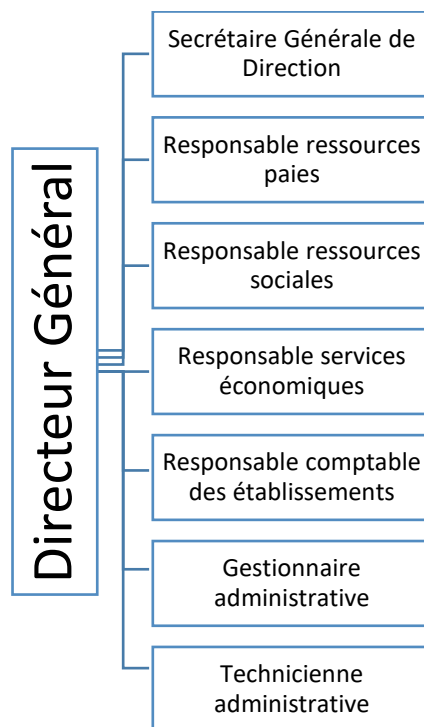 Directeur Général
Secrétaire Générale de
Direction
Responsable ressources
paies
Responsable ressources
sociales
Responsable services
économiques
Responsable comptable
des établissements
Gestionnaire
administrative
Technicienne
administrative